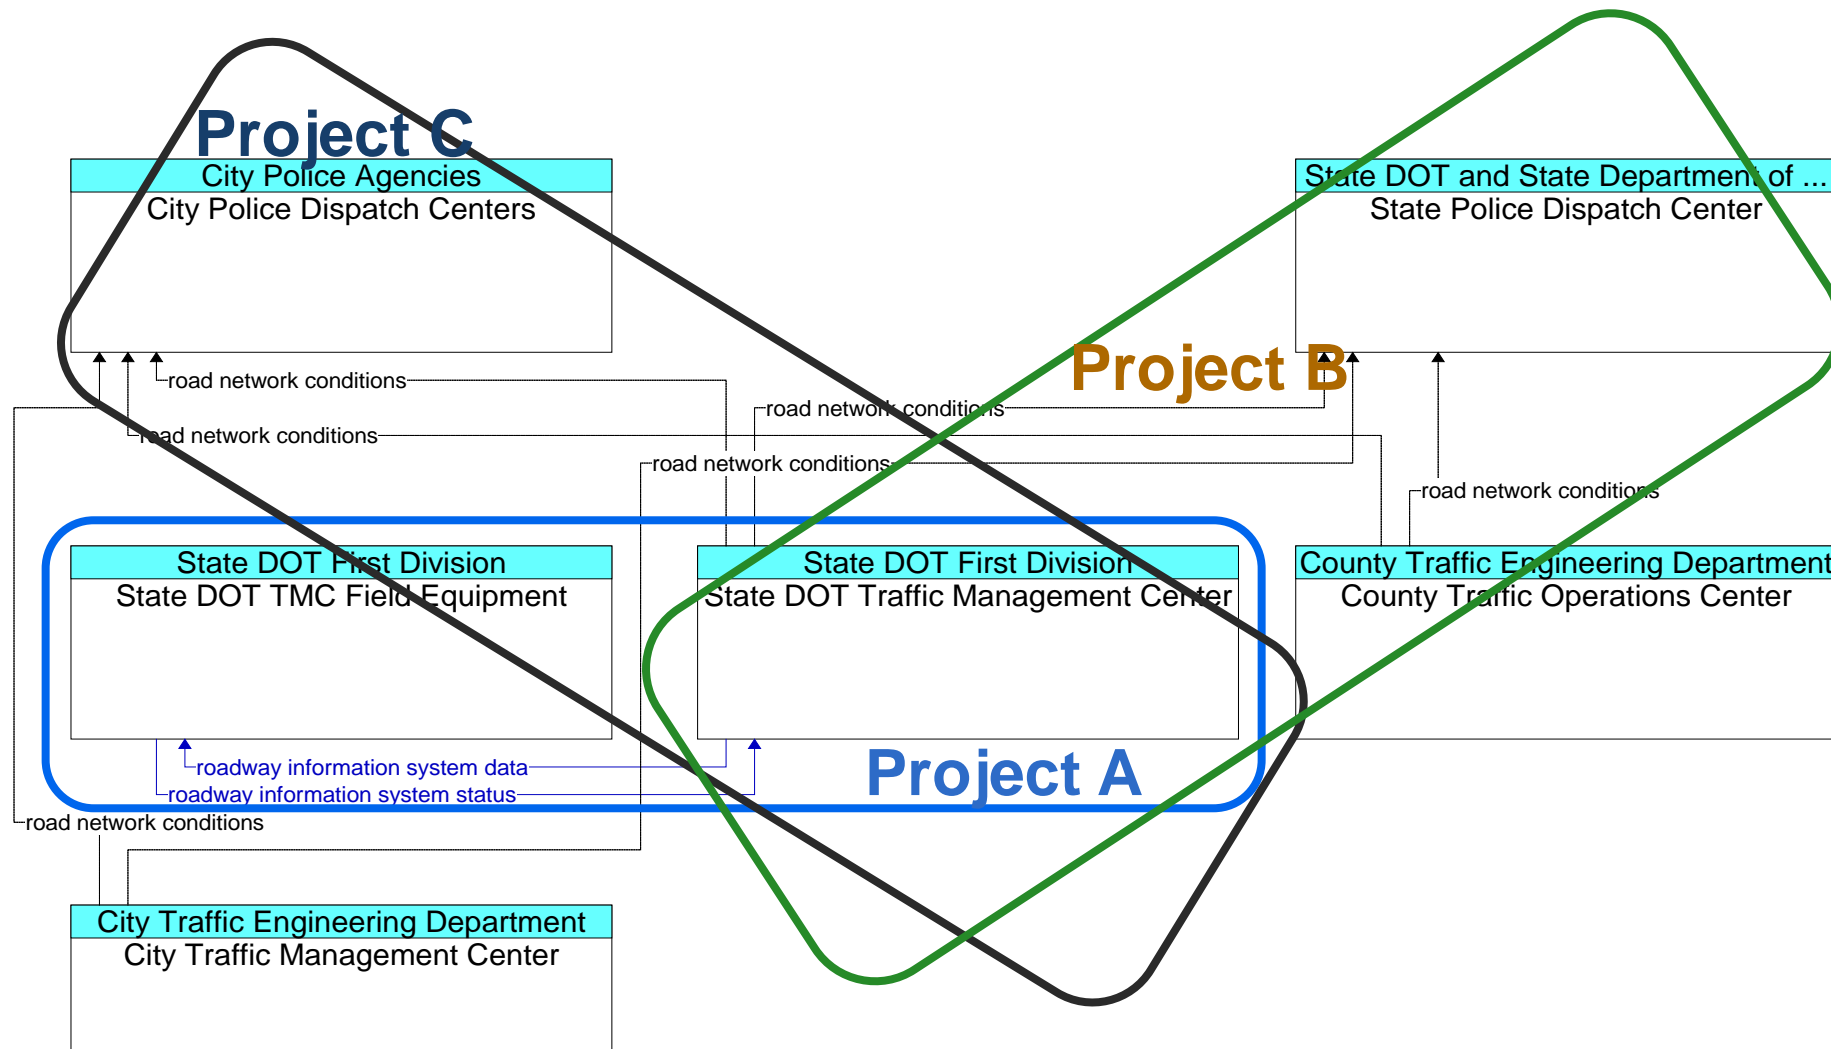 Project C
City Police Agencies
City Police Dispatch Centers
State DOT and State Department of ...
State Police Dispatch Center
Project B
road network conditions
road network conditions
road network conditions
road network conditions
road network conditions
State DOT First Division
State DOT TMC Field Equipment
State DOT First Division
State DOT Traffic Management Center
County Traffic Engineering Department
County Traffic Operations Center
roadway information system data
roadway information system status
Project A
road network conditions
City Traffic Engineering Department
City Traffic Management Center